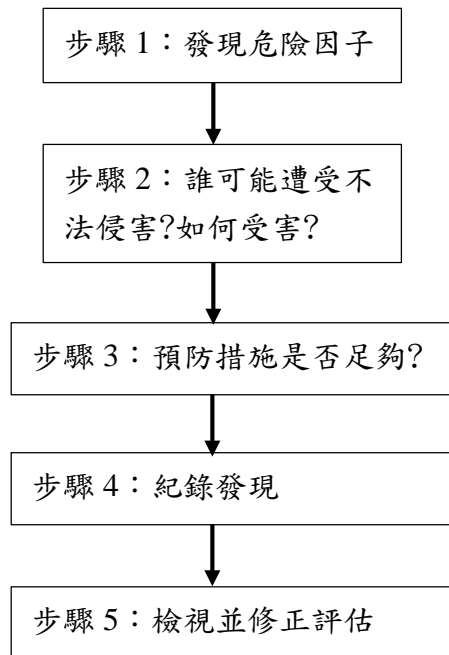 步驟 1：發現危險因子
步驟 2：誰可能遭受不
法侵害?如何受害?
步驟 3：預防措施是否足夠?
步驟 4：紀錄發現
步驟 5：檢視並修正評估